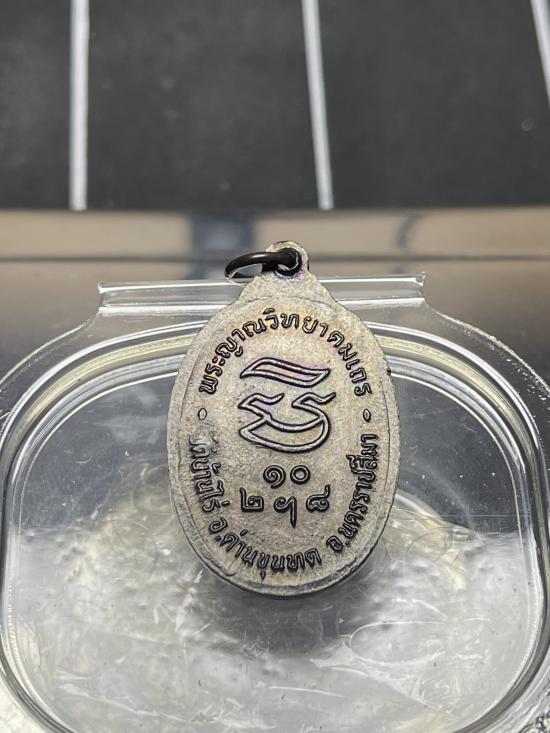 พระญาณวิทยาคมเถร
๑๐
๒ ๘
วัดบ้านไร่ อ.ด่านขุนทด จ.นครราชสีมา